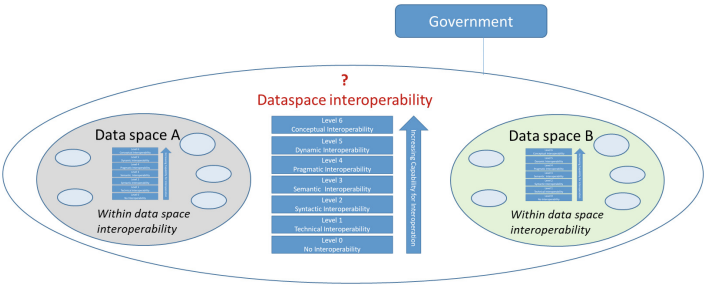 Government
?
Dataspace interoperability
Data space A
Within data space
interoperability
Level 6
Conceptual Interoperability
Level 5
Dynamic Interoperability
Level 4
Pragmatic Interoperability
Level 3
Semantic Interoperability
Level 2
Syntactic Interoperability
Level 1
Technical Interoperability
Level 0
No Interoperability
Increasing Capability for Interoperation
Data space B
Within data space
interoperability